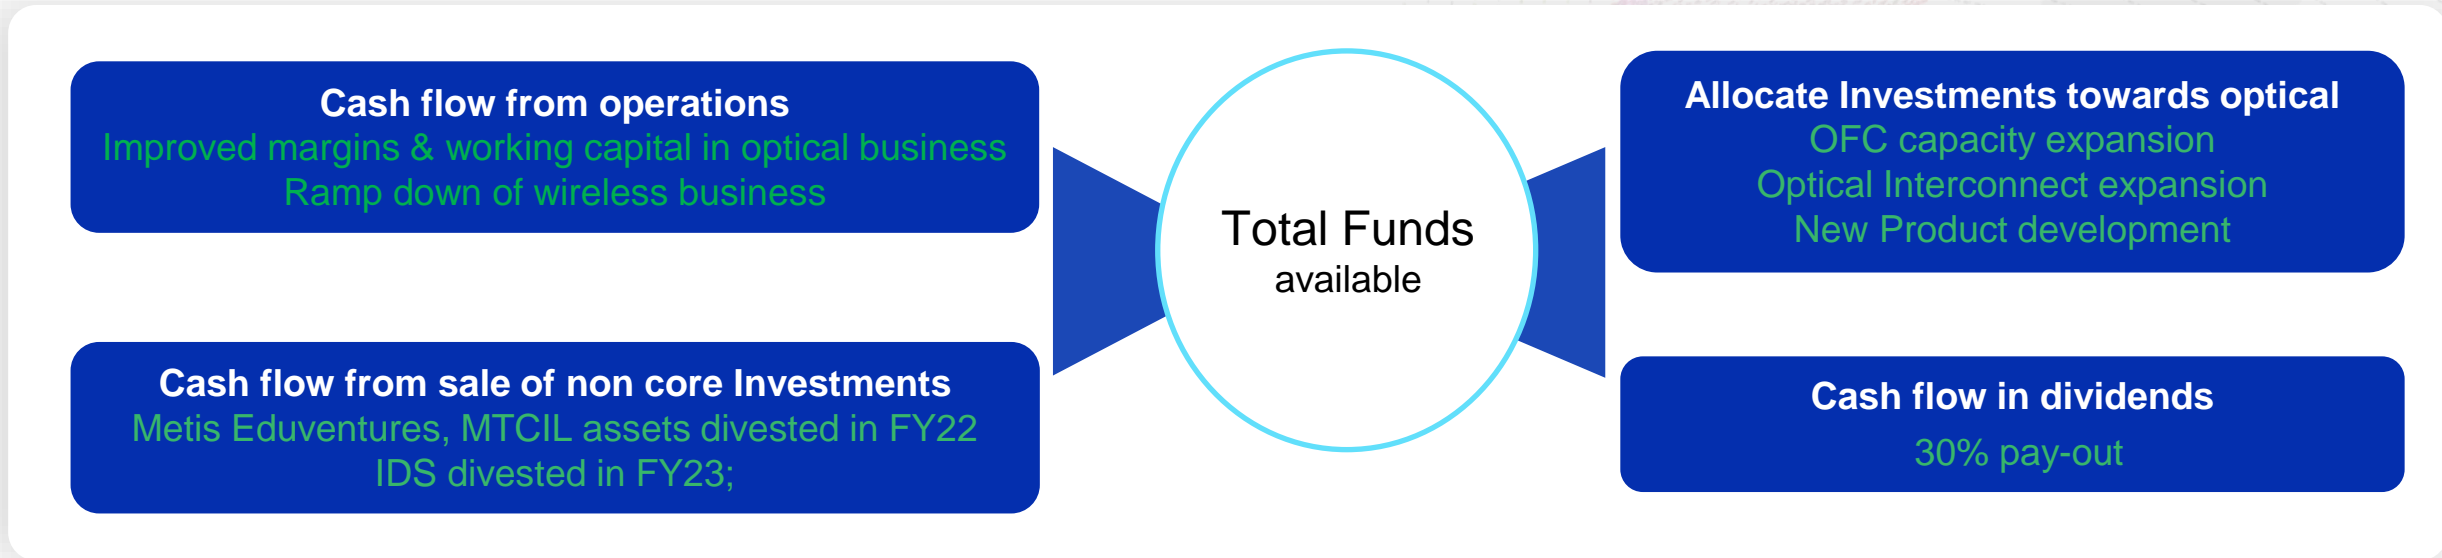 Cash flow from operations
Improved margins & working capital in optical business
Ramp down of wireless business
Cash flow from sale of non core Investments
Metis Eduventures, MTCIL assets divested in FY22
IDS divested in FY23;
Total Funds
available
Allocate Investments towards optical
OFC capacity expansion
Optical Interconnect expansion
New Product development
Cash flow in dividends
30% pay-out